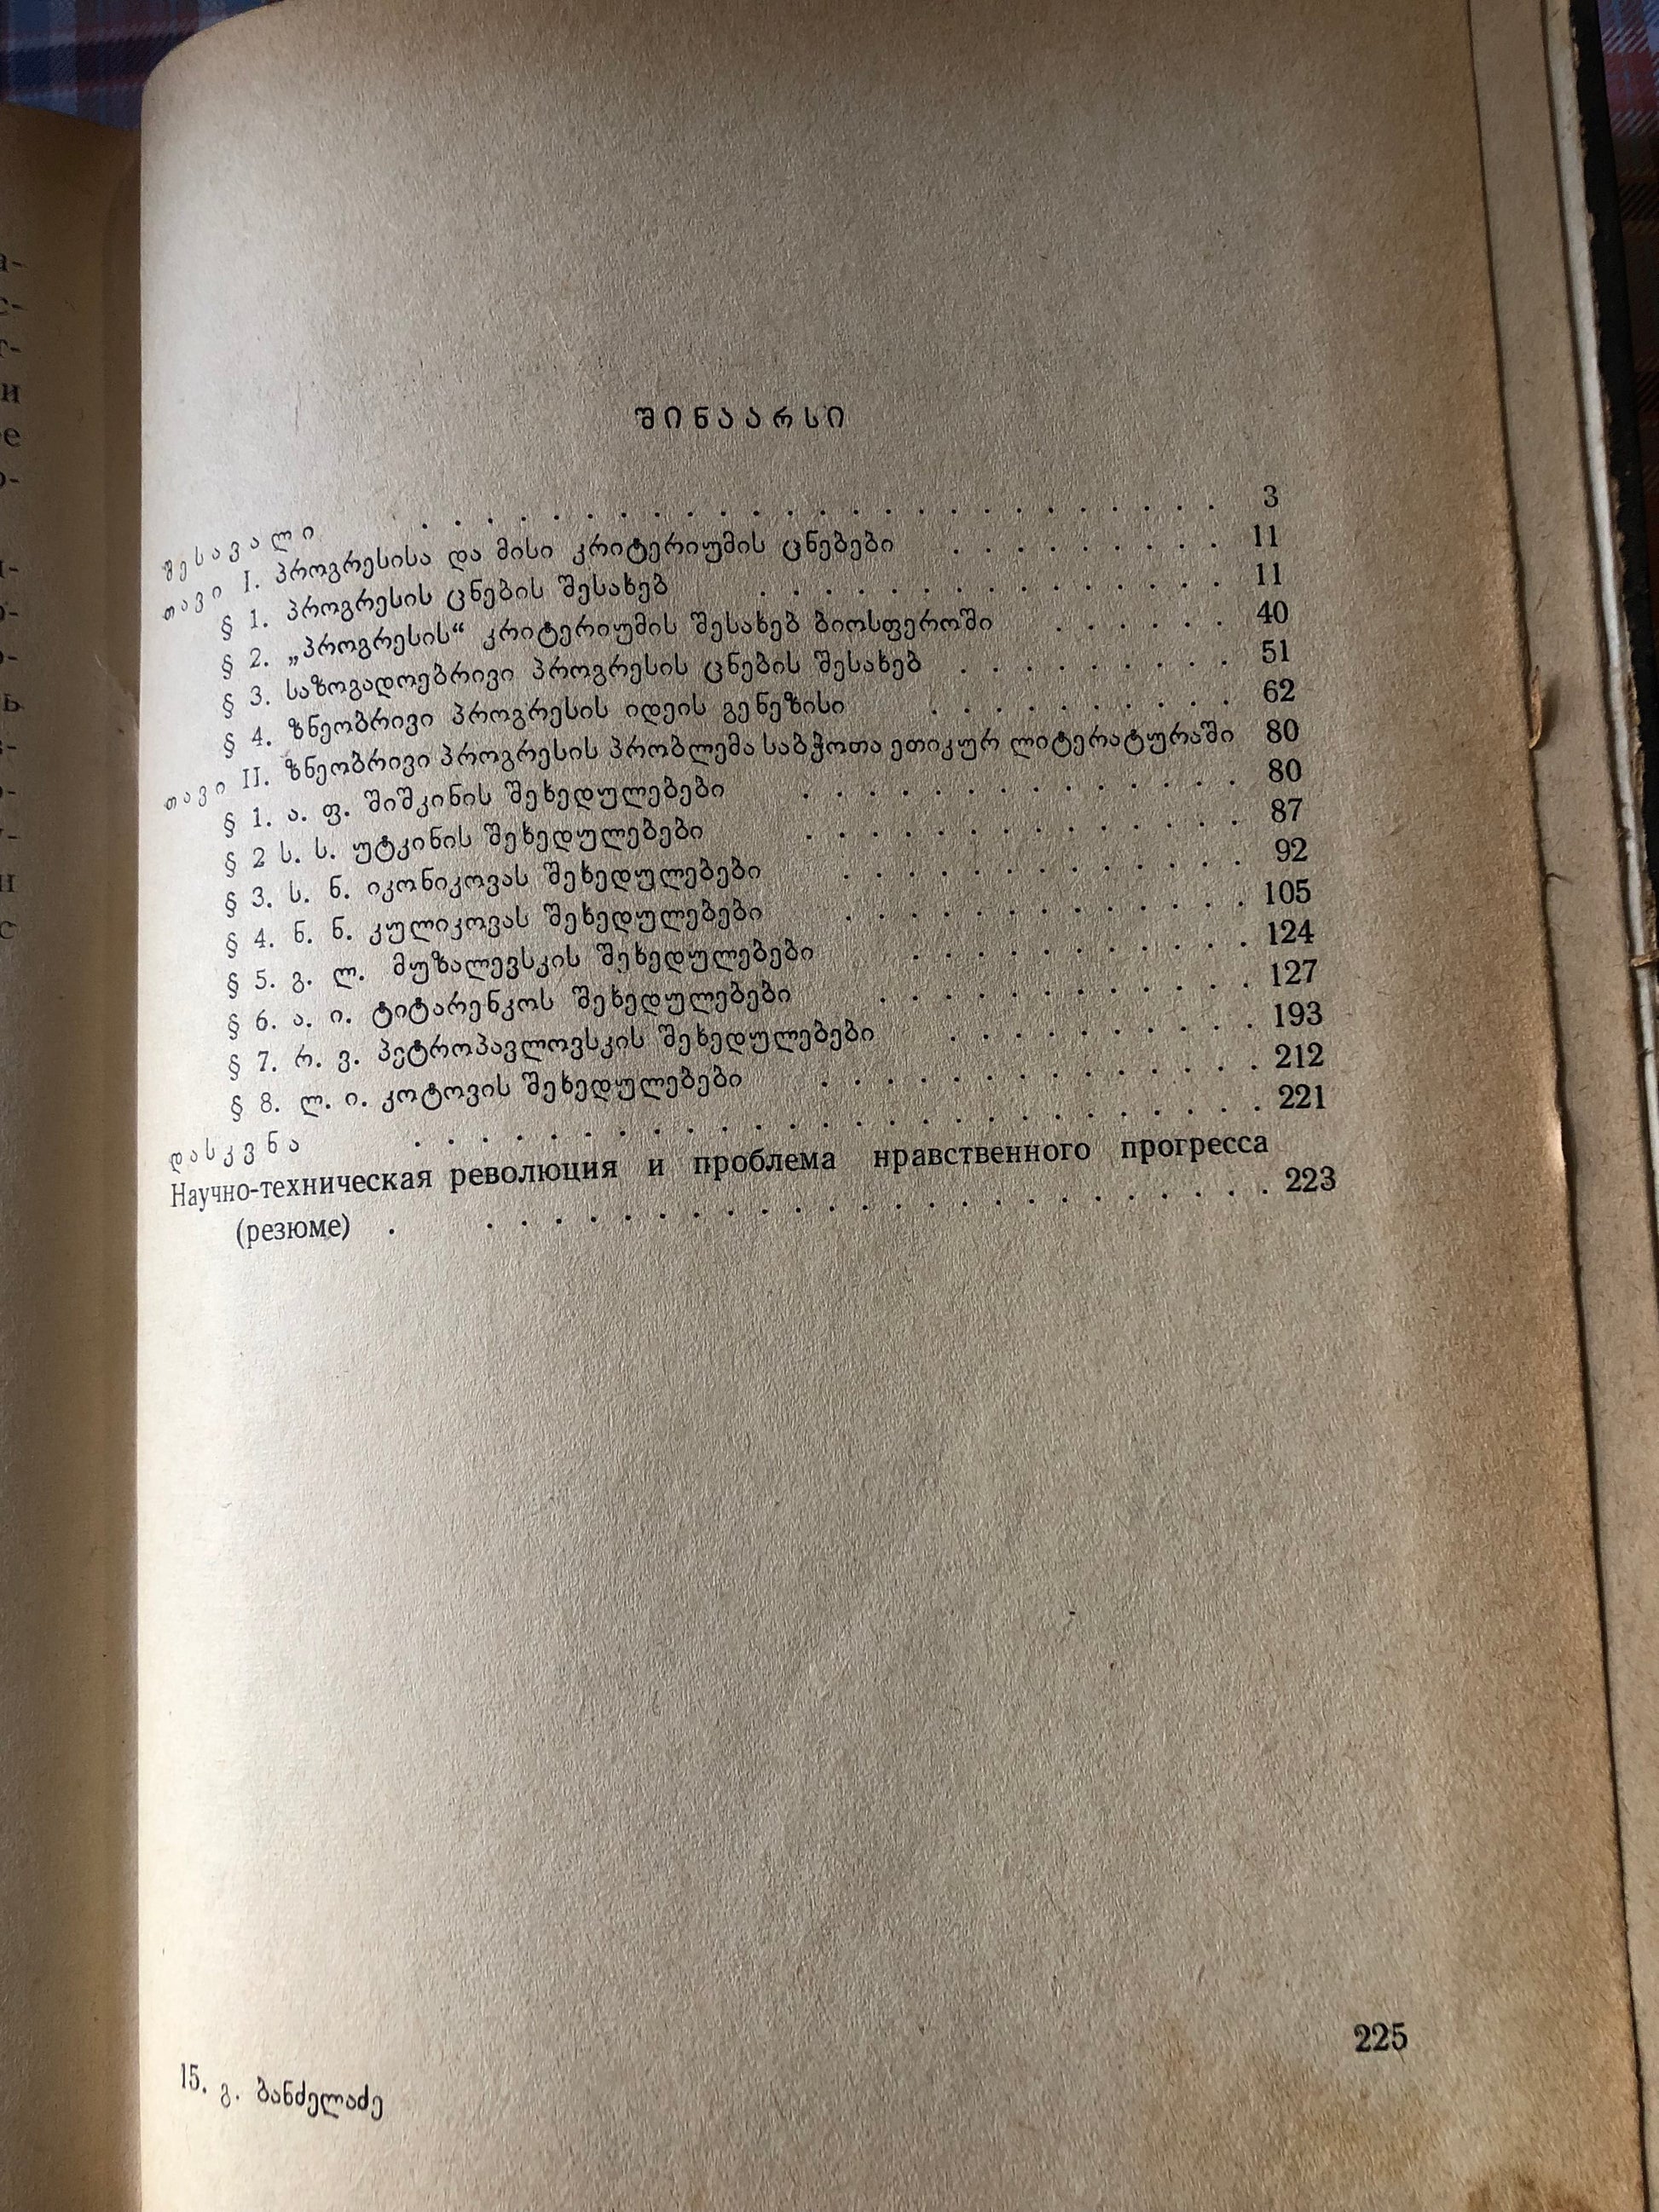 შინაარსი
შესავალი . . . . . . . . . . . . . . . . . . . . . . . . . 3
თავი I. პროგრესისა და მისი კრიტერიუმის ცნებები . . . . . . . . . 11
§ 1. პროგრესის ცნების შესახებ . . . . . . . . . . . . . . 11
§ 2. „პროგრესის“ კრიტერიუმის შესახებ ბიოსფეროში . . . . . . 40
§ 3. საზოგადოებრივი პროგრესის ცნების შესახებ . . . . . . . . . 51
§ 4. ზნეობრივი პროგრესის იდეის გენეზისი . . . . . . . . . . 62
თავი II. ზნეობრივი პროგრესის პრობლემა საბჭოთა ეთიკურ ლიტერატურაში 80
§ 1. ა. ფ. შიშკინის შეხედულებები . . . . . . . . . . . . . 80
§ 2 ს. ს. უტკინის შეხედულებები . . . . . . . . . . . . . 87
§ 3. ს. ნ. იკონიკოვას შეხედულებები . . . . . . . . . . . . . 92
§ 4. ნ. ნ. კულიკოვას შეხედულებები . . . . . . . . . . . . . 105
§ 5. გ. ლ. მუზალევსკის შეხედულებები . . . . . . . . . . . 124
§ 6. ა. ი. ტიტარენკოს შეხედულებები . . . . . . . . . . . . 127
§ 7. რ. ვ. პეტროპავლოვსკის შეხედულებები . . . . . . . . . . 193
§ 8. ლ. ი. კოტოვის შეხედულებები . . . . . . . . . . . . . . 212
დასკვნა . . . . . . . . . . . . . . . . . . . . . . . . . . 221
Научно-техническая революция и проблема нравственного прогресса
(резюме) . . . . . . . . . . . . . . . . . . . . . . . . . 223
225
15. გ. ბანძელაძე